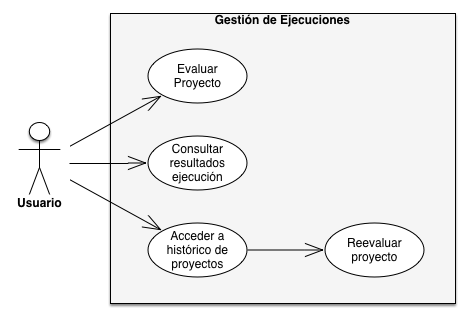 Gestión de Ejecuciones
Evaluar
Proyecto
Consultar
resultados
ejecución
Usuario
Acceder a
histórico de
proyectos
Reevaluar
proyecto